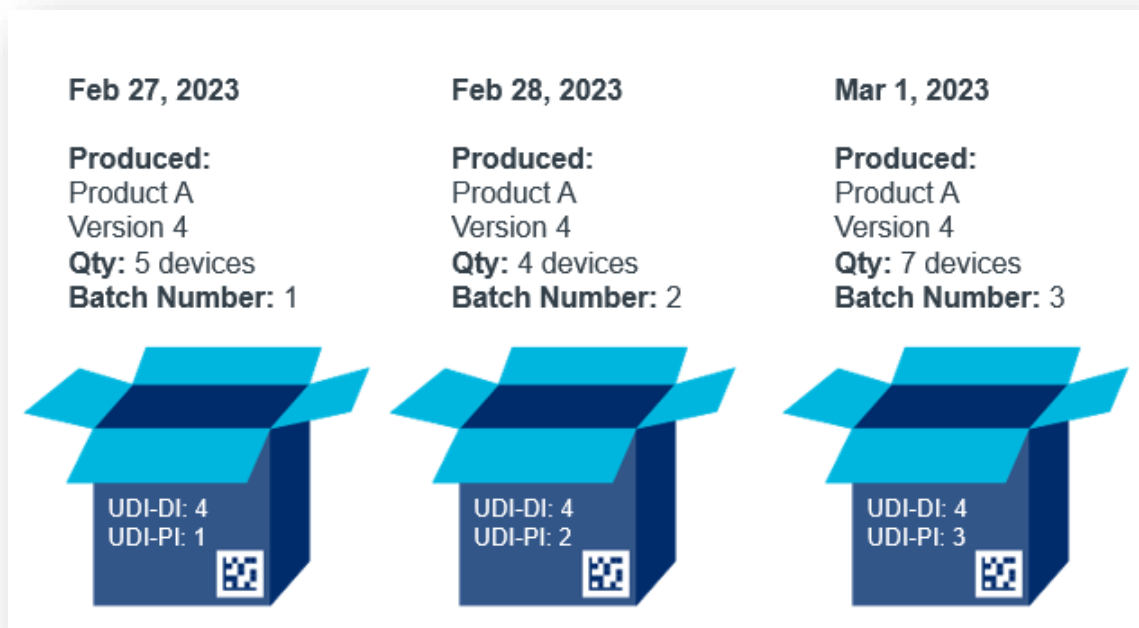 Feb 27, 2023
Produced:
Product A
Version 4
Qty: 5 devices
Batch Number: 1
UDI-DI: 4
UDI-PI: 1
Feb 28, 2023
Produced:
Product A
Version 4
Qty: 4 devices
Batch Number: 2
UDI-DI: 4
UDI-PI: 2
Mar 1, 2023
Produced:
Product A
Version 4
Qty: 7 devices
Batch Number: 3
UDI-DI: 4
UDI-PI: 3